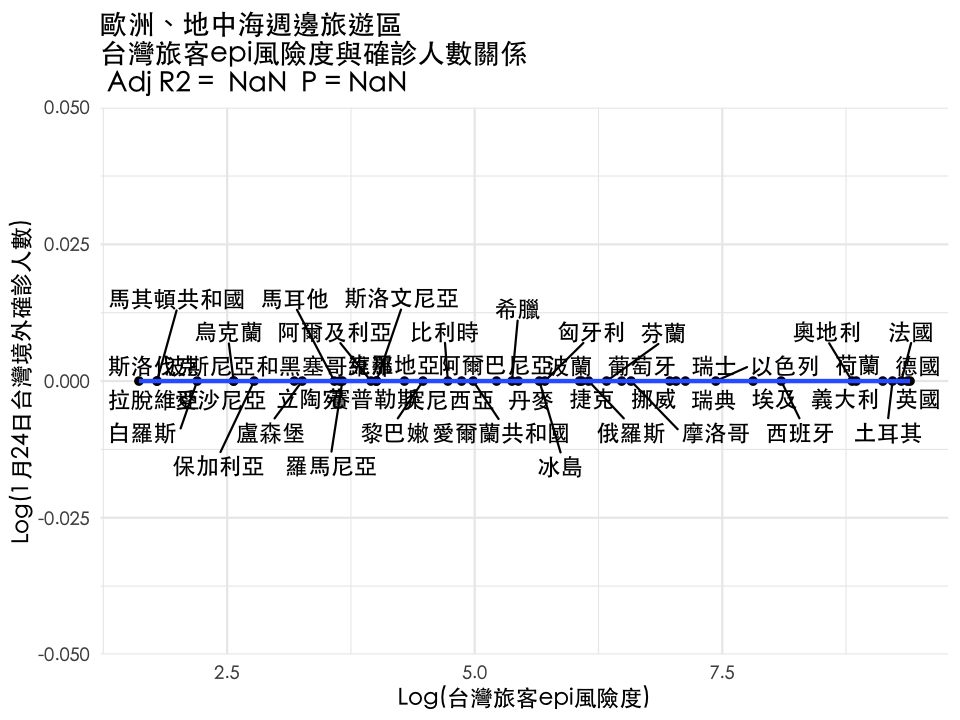 歐洲、地中海週邊旅遊區
台灣旅客epi風險度與確診人數關係
Adj R2 = NaN P = NaN
0.050
0.025
0.000
-0.025
-0.050
Log(1月24日台灣境外確診人數)
馬其頓共和國 馬耳他 斯洛文尼亞
希臘
烏克蘭 阿爾及利亞 比利時 匈牙利 芬蘭 奧地利 法國
斯洛伐克 波斯尼亞和黑塞哥維那 克羅地亞 阿爾巴尼亞 波蘭 葡萄牙 瑞士 以色列 荷蘭 德國
拉脫維亞 愛沙尼亞 立陶宛 塞普勒斯 突尼西亞 丹麥 捷克 挪威 瑞典 埃及 義大利 英國
白羅斯 盧森堡 黎巴嫩 愛爾蘭共和國 俄羅斯 摩洛哥 西班牙 土耳其
保加利亞 羅馬尼亞 冰島
2.5 5.0 7.5
Log(台灣旅客epi風險度)